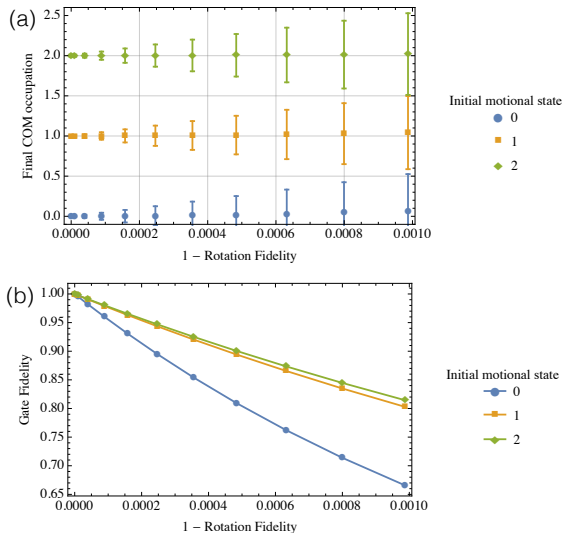 (a)
Final COM occupation
2.5
2.0
1.5
1.0
0.5
0.0
0.0000 0.0002 0.0004 0.0006 0.0008 0.0010
1 − Rotation Fidelity
Initial motional state
0
1
2
(b)
Gate Fidelity
1.00
0.95
0.90
0.85
0.80
0.75
0.70
0.65
0.0000 0.0002 0.0004 0.0006 0.0008 0.0010
1 − Rotation Fidelity
Initial motional state
0
1
2